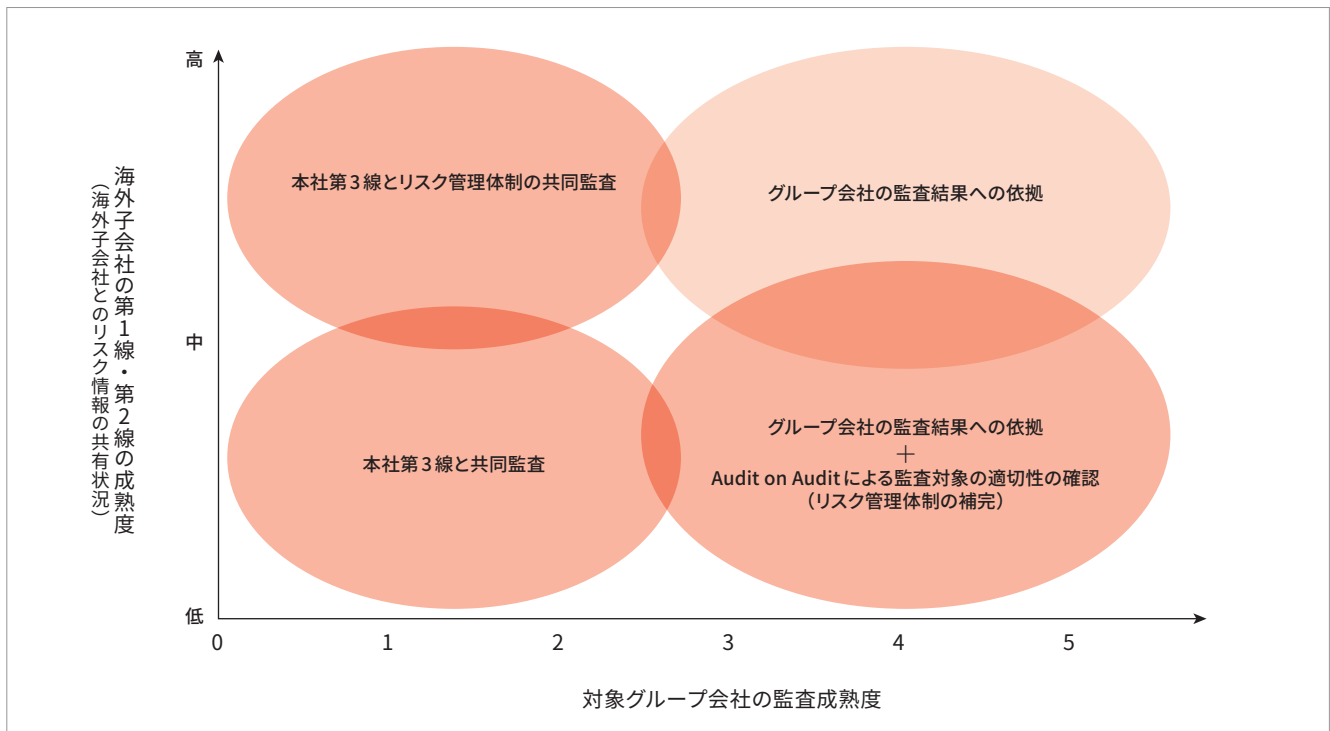 高
中
低
海外子会社の第1線・第2線の成熟度
（海外子会社とのリスク情報の共有状況）
本社第3線とリスク管理体制の共同監査
グループ会社の監査結果への依拠
本社第3線と共同監査
グループ会社の監査結果への依拠
＋
Audit on Auditによる監査対象の適切性の確認
（リスク管理体制の補完）
0 1 2 3 4 5
対象グループ会社の監査成熟度